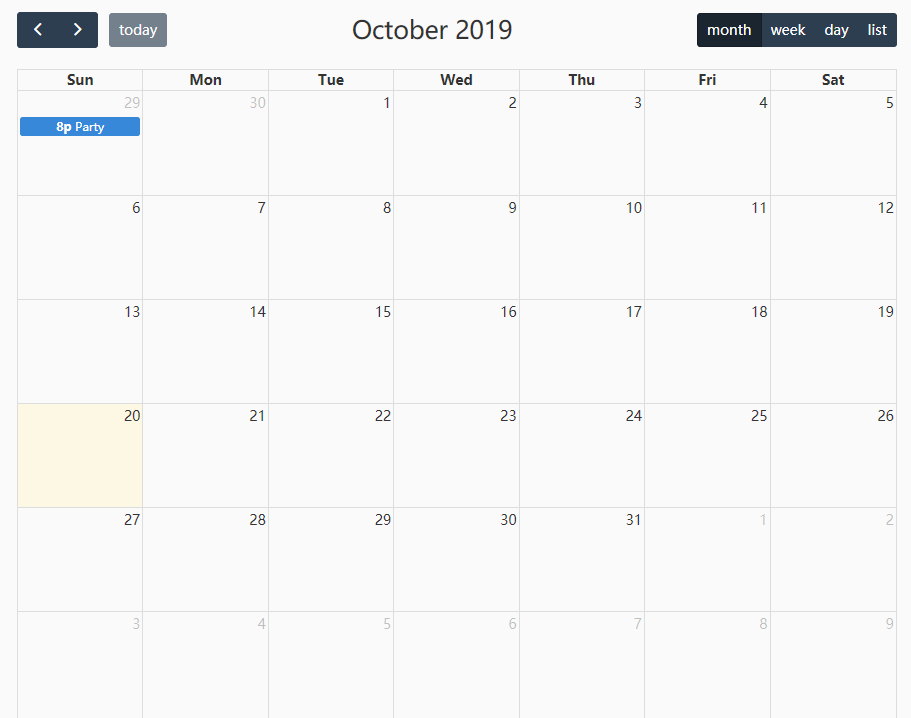 today October 2019 month week day list
Sun Mon Tue Wed Thu Fri Sat
29 30 1 2 3 4 5
8p Party
6 7 8 9 10 11 12
13 14 15 16 17 18 19
20 21 22 23 24 25 26
27 28 29 30 31 1 2
3 4 5 6 7 8 9